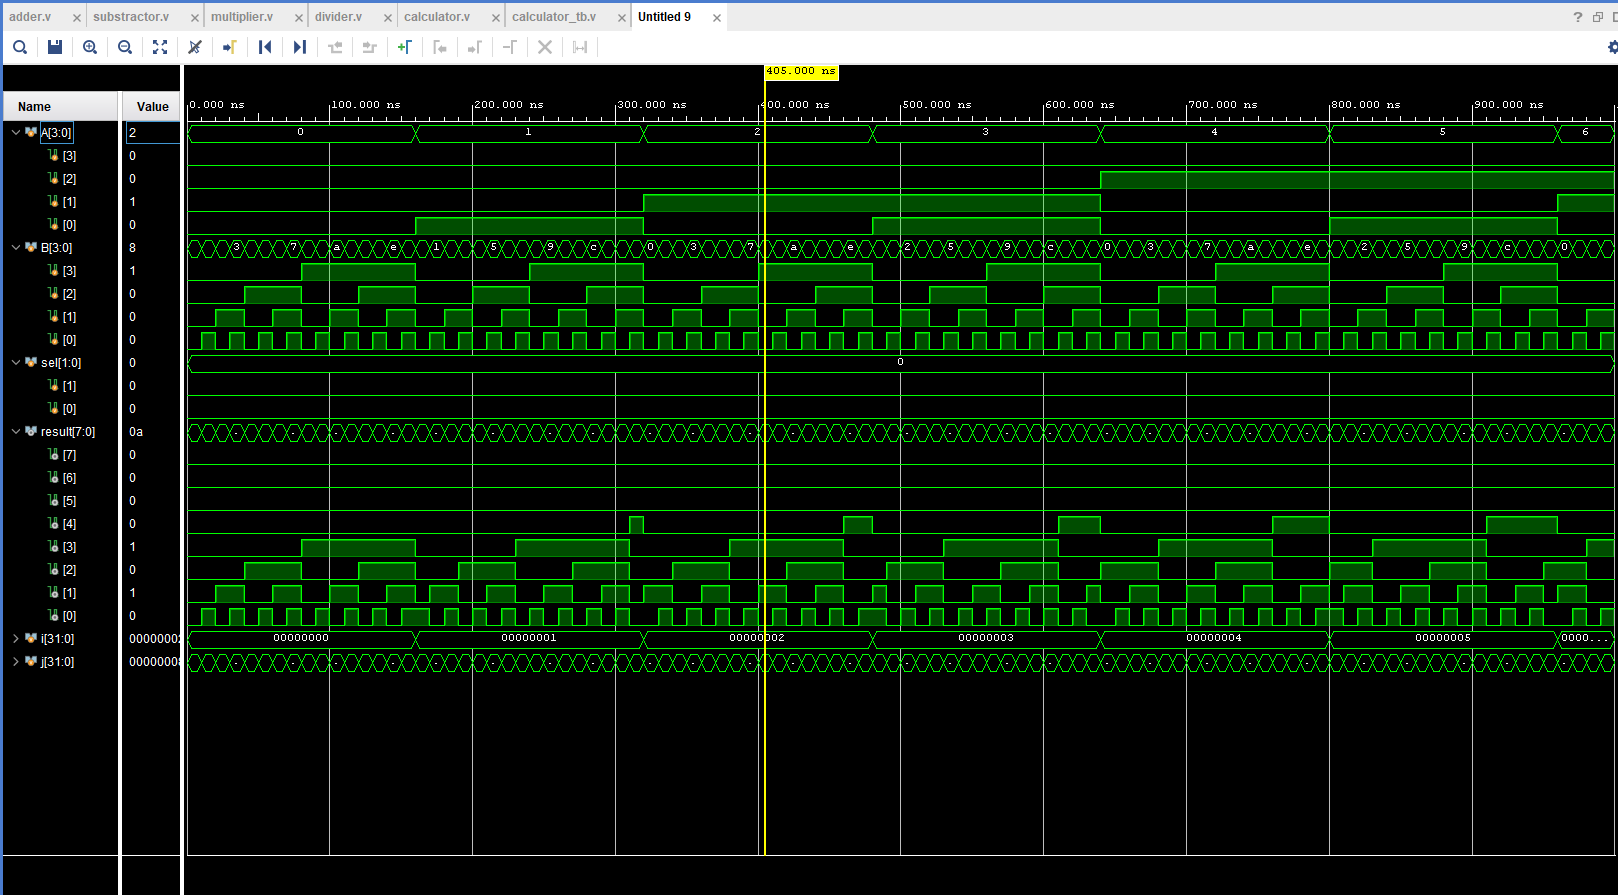 adder.v substractor.v multiplier.v divider.v calculator.v calculator_tb.v Untitled 9
405.000 ns
Name Value 0.000 ns 100.000 ns 200.000 ns 300.000 ns 400.000 ns 500.000 ns 600.000 ns 700.000 ns 800.000 ns 900.000 ns
A[3:0] 2 0 1 2 3 4 5 6
[3] 0
[2] 0
[1] 1
[0] 0
B[3:0] 8 3 7 a e 1 5 9 c 0 3 7 a e 2 5 9 c 0 3 7 a e 2 5 9 c 0
[3] 1
[2] 0
[1] 0
[0] 0
sel[1:0] 0 0
[1] 0
[0] 0
result[7:0] 0a
[7] 0
[6] 0
[5] 0
[4] 0
[3] 1
[2] 0
[1] 1
[0] 0
i[31:0] 00000000 00000001 00000002 00000003 00000004 00000005 0000...
j[31:0]